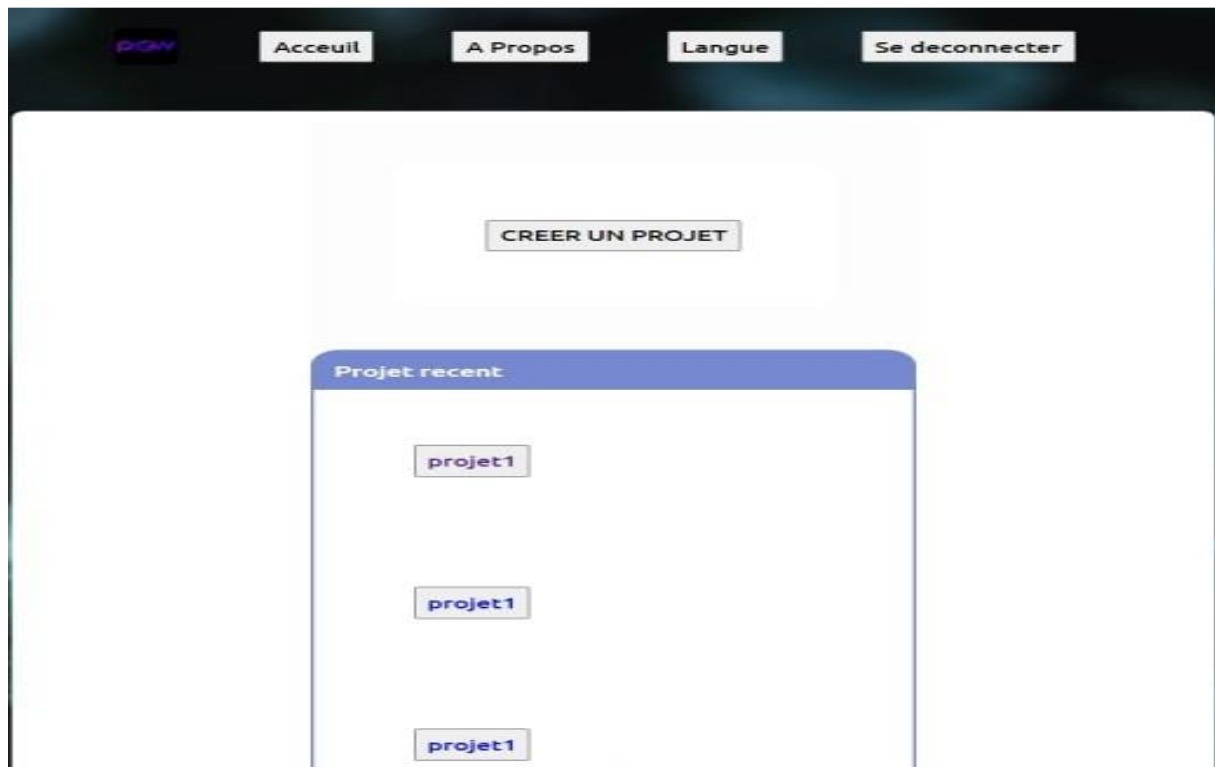 Acceuil A Propos Langue Se deconnecter
CREER UN PROJET
Projet recent
projet1
projet1
projet1